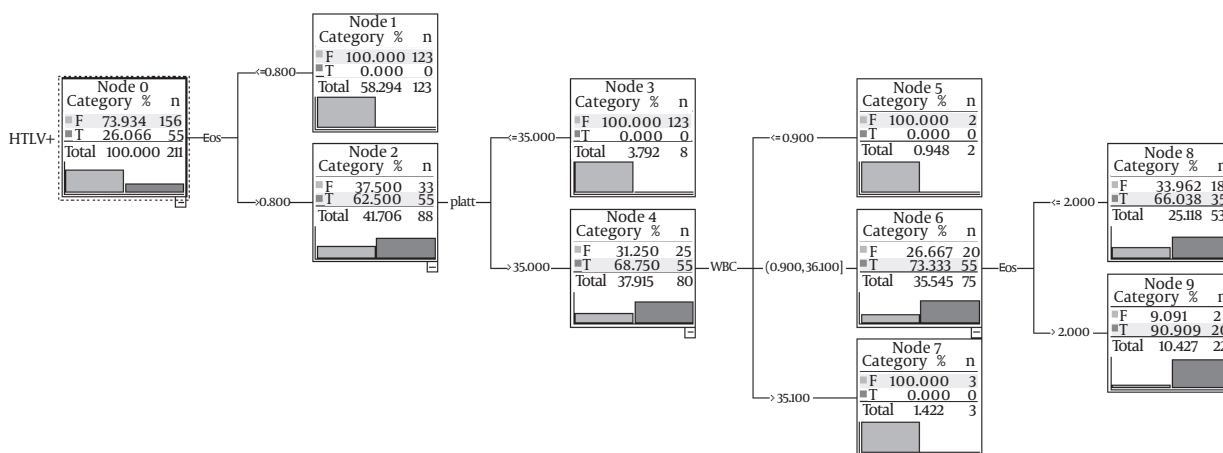 HTLV+
Node 0
Category % n
F 73.934 156
T 26.066 55
Total 100.000 211
Eos
<=0.800
Node 1
Category % n
F 100.000 123
T 0.000 0
Total 58.294 123
>0.800
Node 2
Category % n
F 37.500 33
T 62.500 55
Total 41.706 88
platt
<=35.000
Node 3
Category % n
F 100.000 123
T 0.000 0
Total 3.792 8
> 35.000
Node 4
Category % n
F 31.250 25
T 68.750 55
Total 37.915 80
WBC
<=0.900
Node 5
Category % n
F 100.000 2
T 0.000 0
Total 0.948 2
(0.900,36.100]
Node 6
Category % n
F 26.667 20
T 73.333 55
Total 35.545 75
> 35.100
Node 7
Category % n
F 100.000 3
T 0.000 0
Total 1.422 3
Eos
<= 2.000
Node 8
Category % n
F 33.962 18
T 66.038 35
Total 25.118 53
> 2.000
Node 9
Category % n
F 9.091 2
T 90.909 20
Total 10.427 22